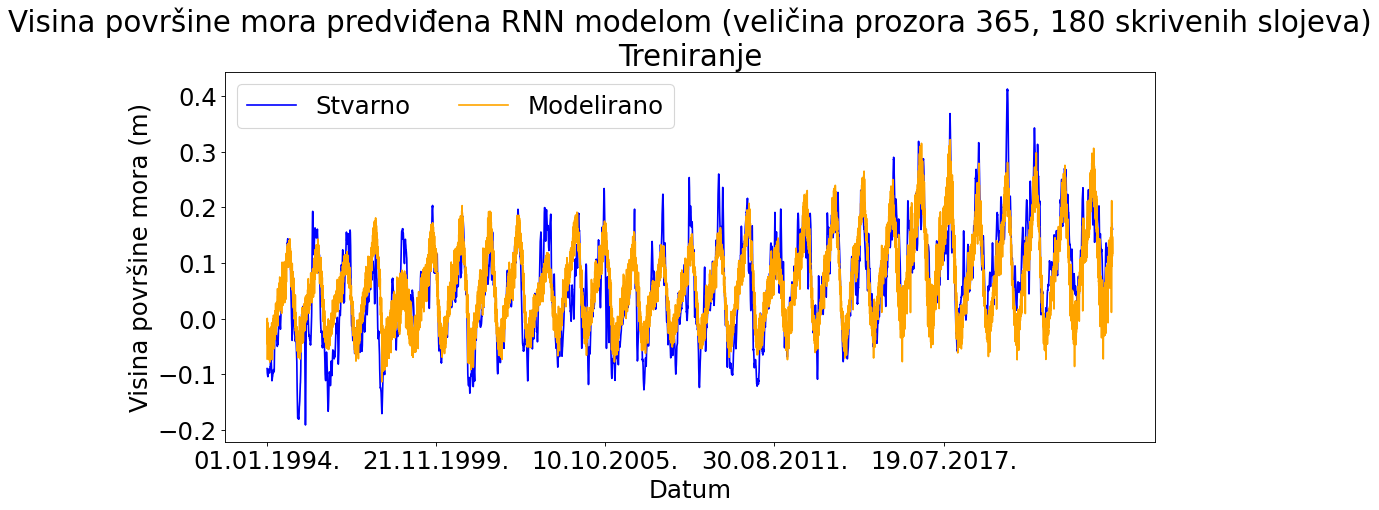 Visina površine mora predviđena RNN modelom (veličina prozora 365, 180 skrivenih slojeva)
Treniranje
Stvarno Modelirano
Visina površine mora (m)
0.4
0.3
0.2
0.1
0.0
−0.1
−0.2
01.01.1994. 21.11.1999. 10.10.2005. 30.08.2011. 19.07.2017.
Datum